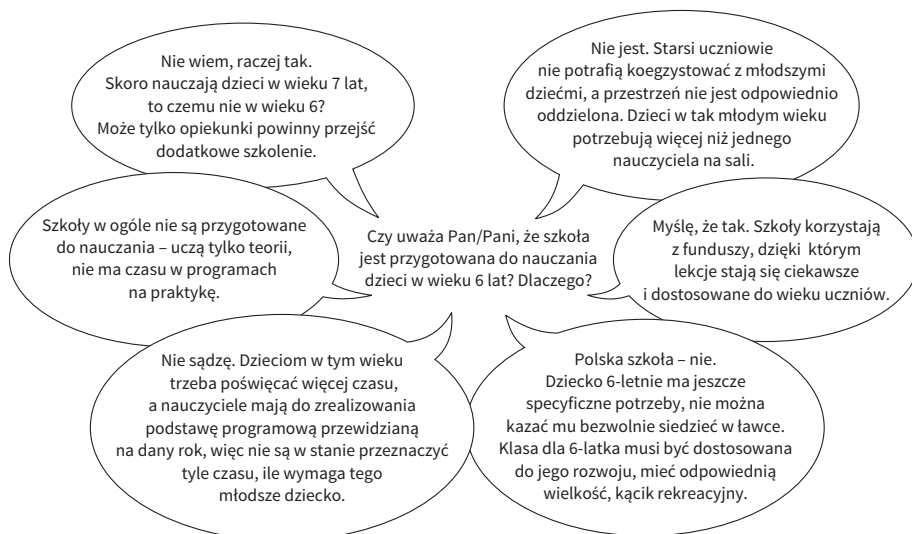 Nie wiem, raczej tak.
Skoro nauczają dzieci w wieku 7 lat,
to czemu nie w wieku 6?
Może tylko opiekunki powinny przejść
dodatkowe szkolenie.
Nie jest. Starsi uczniowie
nie potrafią koegzystować z młodszymi
dziećmi, a przestrzeń nie jest odpowiednio
oddzielona. Dzieci w tak młodym wieku
potrzebują więcej niż jednego
nauczyciela na sali.
Szkoły w ogóle nie są przygotowane
do nauczania – uczą tylko teorii,
nie ma czasu w programach
na praktykę.
Czy uważa Pan/Pani, że szkoła
jest przygotowana do nauczania
dzieci w wieku 6 lat? Dlaczego?
Myślę, że tak. Szkoły korzystają
z funduszy, dzięki którym
lekcje stają się ciekawsze
i dostosowane do wieku uczniów.
Nie sądzę. Dzieciom w tym wieku
trzeba poświęcać więcej czasu,
a nauczyciele mają do zrealizowania
podstawę programową przewidzianą
na dany rok, więc nie są w stanie przeznaczyć
tyle czasu, ile wymaga tego
młodsze dziecko.
Polska szkoła – nie.
Dziecko 6-letnie ma jeszcze
specyficzne potrzeby, nie można
kazać mu bezwolnie siedzieć w ławce.
Klasa dla 6-latka musi być dostosowana
do jego rozwoju, mieć odpowiednią
wielkość, kącik rekreacyjny.